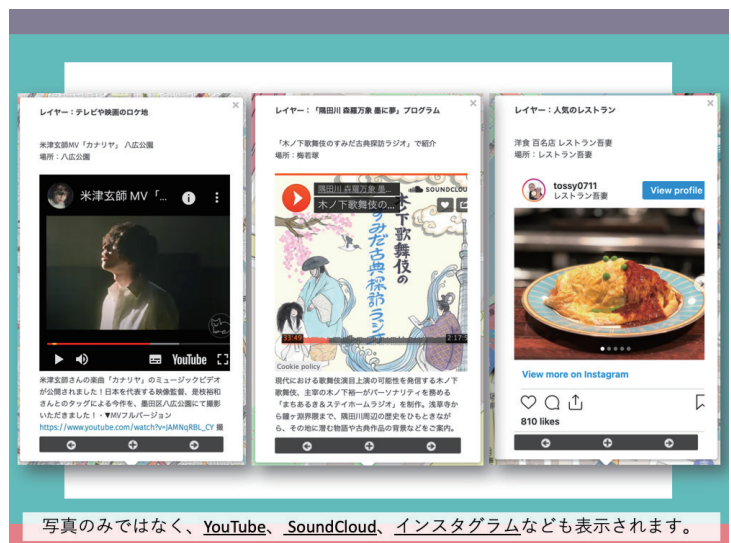 レイヤー：テレビや映画のロケ地
米津玄師MV「カナリヤ」 八広公園
場所：八広公園
米津玄師 MV「...
YouTube
米津玄師さんの楽曲「カナリヤ」のミュージックビデオ
が公開されました！日本を代表する映像監督、是枝裕和
さんとのタッグによる今作を、墨田区八広公園にて撮影
いただきました！・▼MVフルバージョン
https://www.youtube.com/watch?v=JAMNqRBL_CY 撮
レイヤー：「隅田川 森羅万象 墨に夢」プログラム
「木ノ下歌舞伎のすみだ古典探訪ラジオ」で紹介
場所：梅若塚
隅田川 森羅万象 墨...
SOUNDCLOU
木ノ下歌舞伎の...
木ノ下歌舞伎の
すみだ古典探訪ラジオ
33:49
2:17:5
Cookie policy
現代における歌舞伎演目上演の可能性を発信する木ノ下
歌舞伎。主宰の木ノ下裕一がパーソナリティを務める
「まちあるき＆ステイホームラジオ」を制作。浅草寺か
ら鐘ヶ淵界隈まで、隅田川周辺の歴史をひもときなが
ら、その地に潜む物語や古典作品の背景などをご案内。
レイヤー：人気のレストラン
洋食 百名店 レストラン吾妻
場所：レストラン吾妻
tossy0711
レストラン吾妻
View profile
View more on Instagram
810 likes
写真のみではなく、YouTube、SoundCloud、インスタグラムなども表示されます。